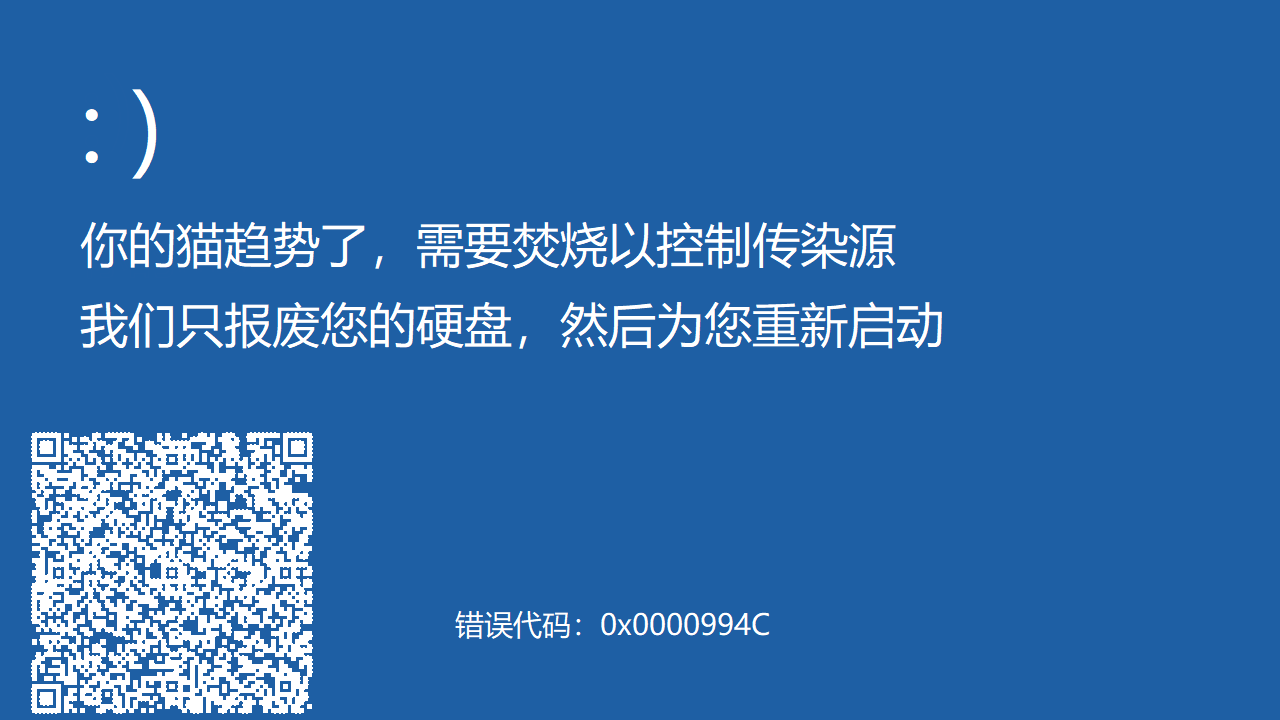 :)
你的猫趋势了，需要焚烧以控制传染源
我们只报废您的硬盘，然后为您重新启动
错误代码：0x0000994C